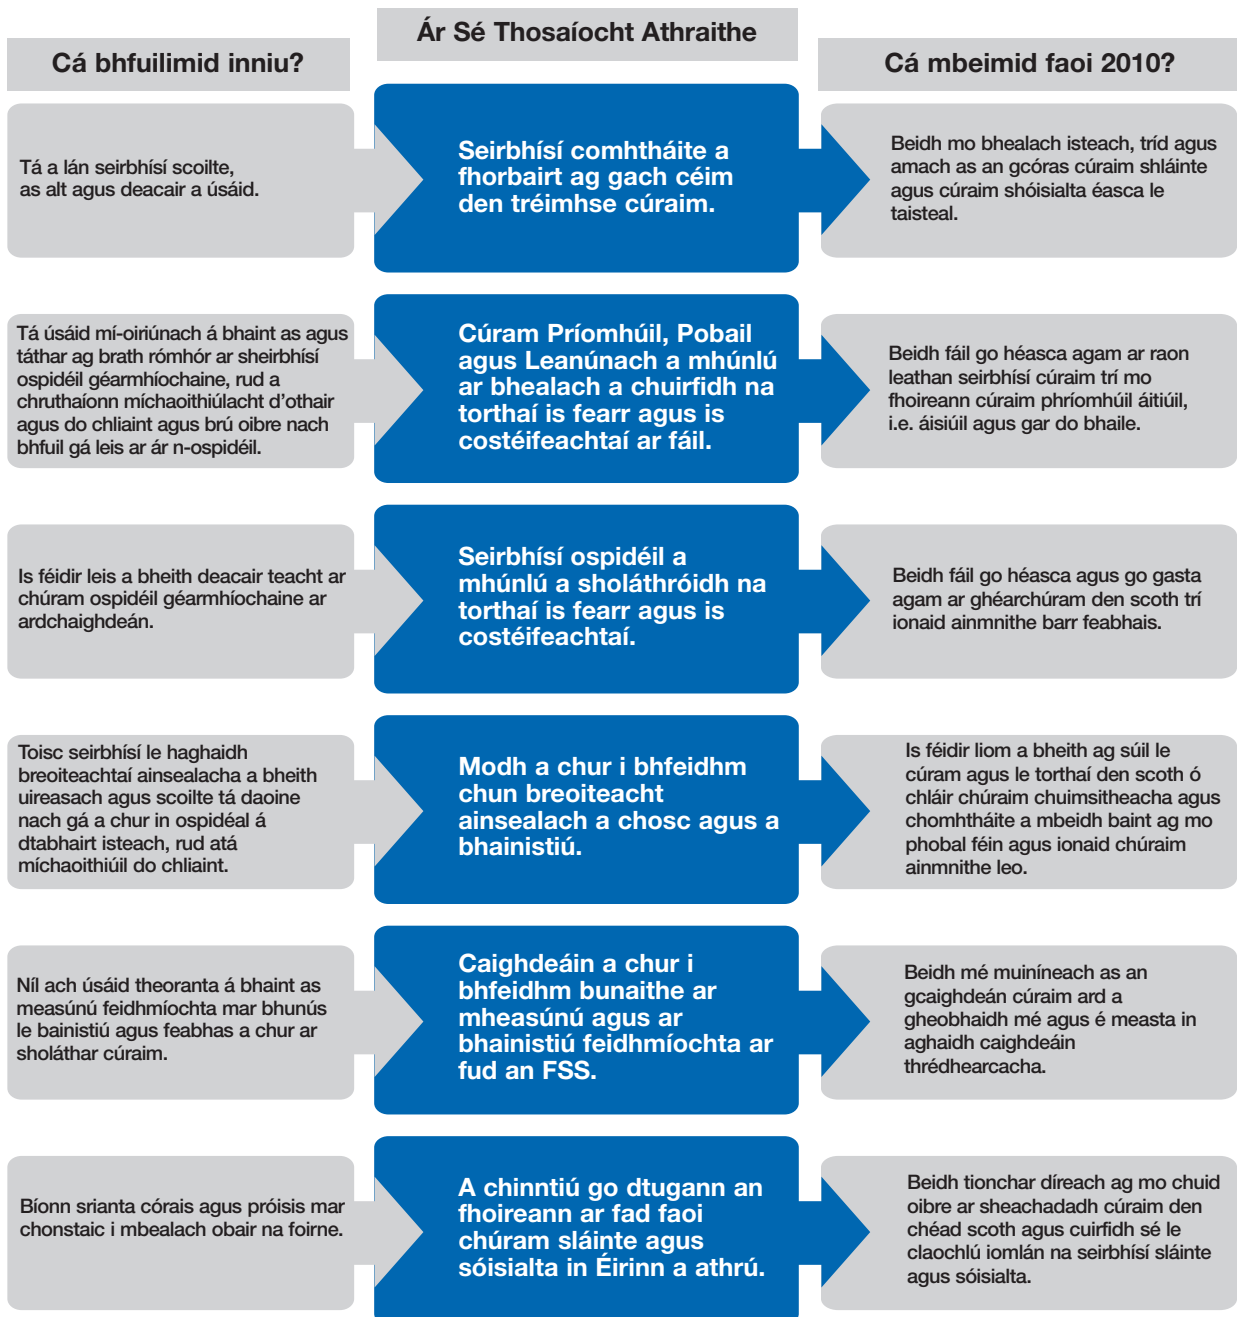 Ár Sé Thosaíocht Athraithe
Cá bhfuilimid inniu?
Cá mbeimid faoi 2010?
Tá a lán seirbhísí scoilte,
as alt agus deacair a úsáid.
Seirbhísí comhtháite a
fhorbairt ag gach céim
den tréimhse cúraim.
Beidh mo bhealach isteach, tríd agus
amach as an gcóras cúraim shláinte
agus cúraim shóisialta éasca le
taisteal.
Tá úsáid mí-oiriúnach á bhaint as agus
táthar ag brath rómhór ar sheirbhísí
ospidéil géarmhíochaine, rud a
chruthaíonn míchaoithiúlacht d'othair
agus do chliaint agus brú oibre nach
bhfuil gá leis ar ár n-ospidéil.
Cúram Príomhúil, Pobail
agus Leanúnach a mhúnlú
ar bhealach a chuirfidh na
torthaí is fearr agus is
costéifeachtaí ar fáil.
Beidh fáil go héasca agam ar raon
leathan seirbhísí cúraim trí mo
fhoireann cúraim phríomhúil áitiúil,
i.e. áisiúil agus gar do bhaile.
Is féidir leis a bheith deacair teacht ar
chúram ospidéil géarmhíochaine ar
ardchaighdeán.
Seirbhísí ospidéil a
mhúnlú a sholáthróidh na
torthaí is fearr agus is
costéifeachtaí.
Beidh fáil go héasca agus go gasta
agam ar ghéarchúram den scoth trí
ionaid ainmnithe barr feabhais.
Toisc seirbhísí le haghaidh
breoiteachtaí ainsealacha a bheith
uireasach agus scoilte tá daoine
nach gá a chur in ospidéal á
dtabhairt isteach, rud atá
míchaoithiúil do chliaint.
Modh a chur i bhfeidhm
chun breoiteacht
ainsealach a chosc agus a
bhainistiú.
Is féidir liom a bheith ag súil le
cúram agus le torthaí den scoth ó
chláir chúraim chuimsitheacha agus
chomhtháite a mbeidh baint ag mo
phobal féin agus ionaid chúraim
ainmnithe leo.
Níl ach úsáid theoranta á bhaint as
measúnú feidhmíochta mar bhunús
le bainistiú agus feabhas a chur ar
sholáthar cúraim.
Caighdeáin a chur i
bhfeidhm bunaithe ar
mheasúnú agus ar
bhainistiú feidhmíochta ar
fud an FSS.
Beidh mé muiníneach as an
gcaighdeán cúraim ard a
gheobhaidh mé agus é measta in
aghaidh caighdeáin
thrédhearcacha.
Bíonn srianta córais agus próisis mar
chonstaic i mbealach obair na foirne.
A chinntiú go dtugann an
fhoireann ar fad faoi
chúram sláinte agus
sóisialta in Éirinn a athrú.
Beidh tionchar díreach ag mo chuid
oibre ar sheachadadh cúraim den
chéad scoth agus cuirfidh sé le
claochlú iomlán na seirbhísí sláinte
agus sóisialta.